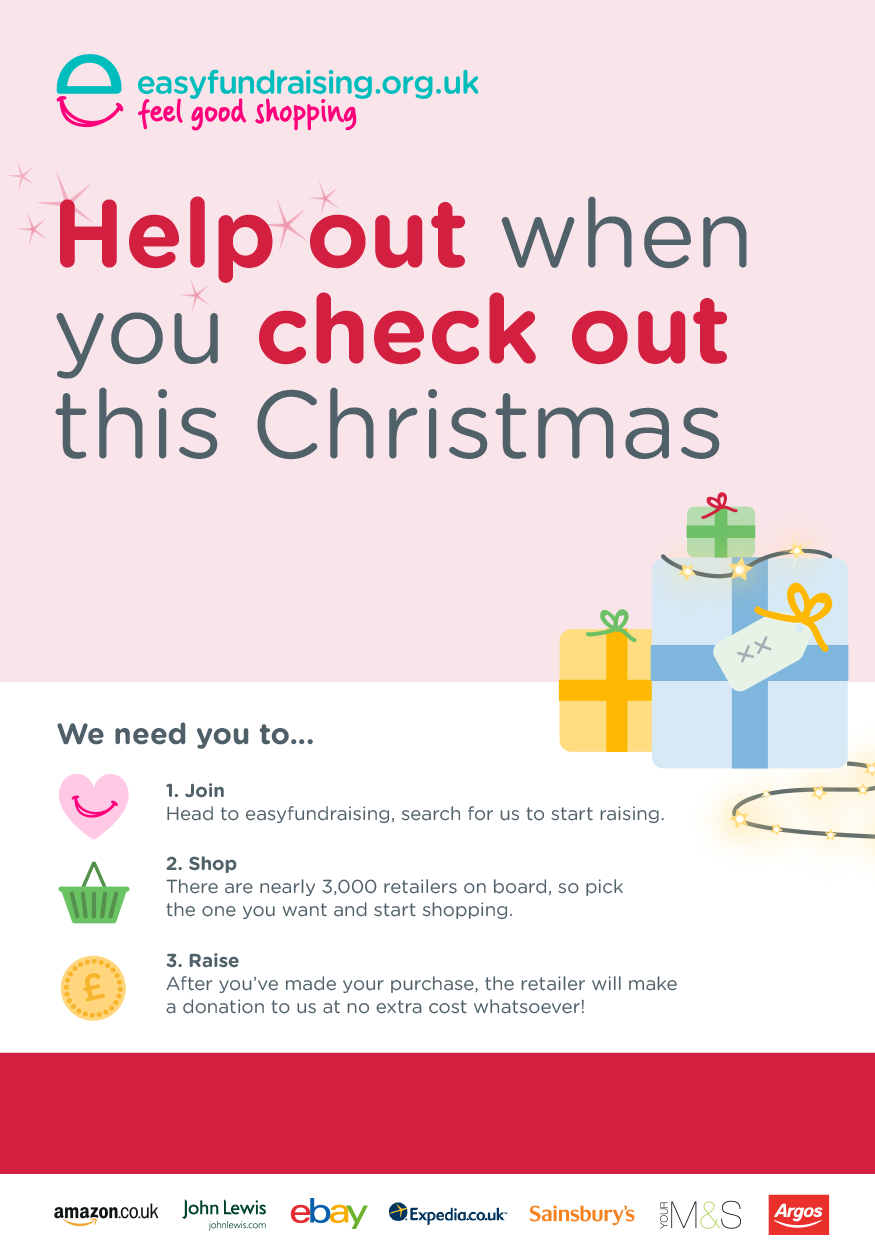 easyfundraising.org.uk
feel good shopping
Help out when
you check out
this Christmas
XX
We need you to...
1. Join
Head to easyfundraising, search for us to start raising.
2. Shop
There are nearly 3,000 retailers on board, so pick
the one you want and start shopping.
£
3. Raise
After you’ve made your purchase, the retailer will make
a donation to us at no extra cost whatsoever!
amazon.co.uk
John Lewis
johnlewis.com
ebay
Expedia.co.uk
Sainsbury's
YOUR M&S
Argos